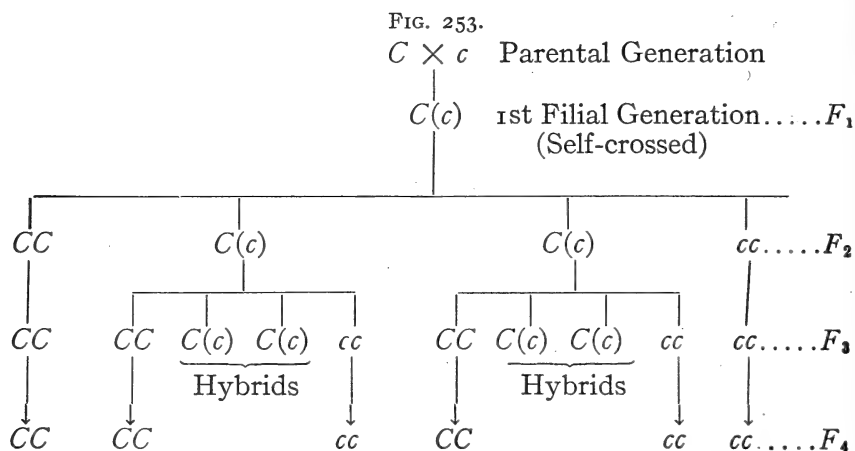 FIG. 253.
C × c Parental Generation
C(c) 1st Filial Generation.....F₁
(Self-crossed)
CC C(c) C(c) cc.....F₂
CC CC C(c) C(c) cc CC C(c) C(c) cc cc.....F₃
Hybrids Hybrids
CC CC cc CC cc cc.....F₄